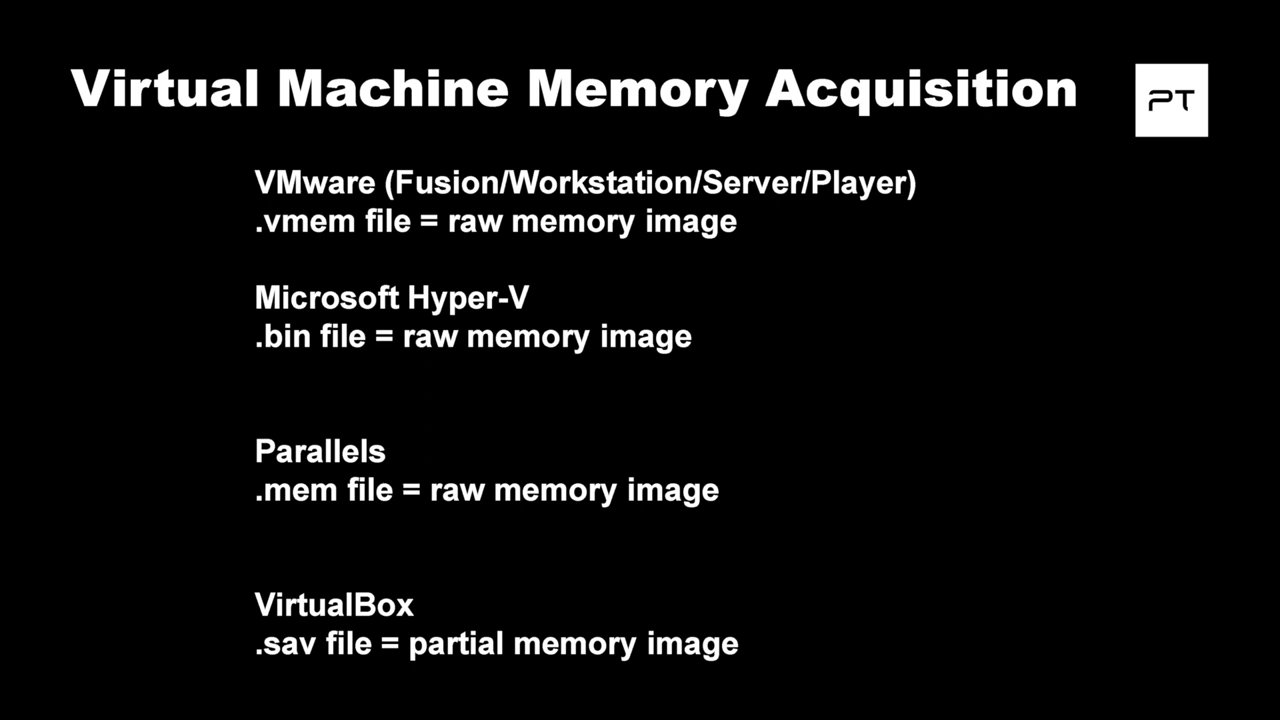 Virtual Machine Memory Acquisition
PT
VMware (Fusion/Workstation/Server/Player)
.vmem file = raw memory image
Microsoft Hyper-V
.bin file = raw memory image
Parallels
.mem file = raw memory image
VirtualBox
.sav file = partial memory image